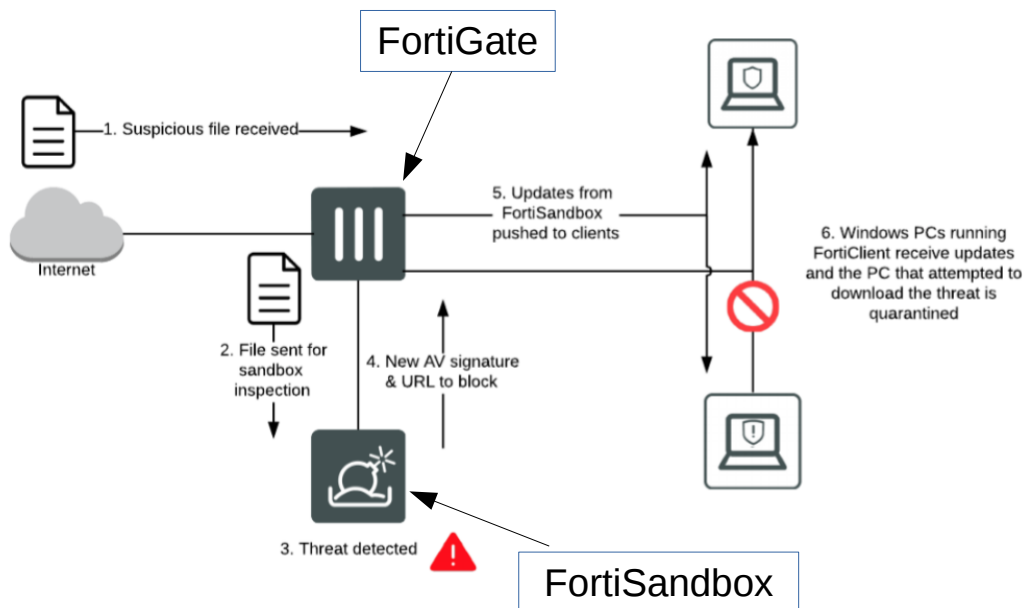 FortiGate
1. Suspicious file received
Internet
2. File sent for
sandbox
inspection
3. Threat detected
4. New AV signature
& URL to block
5. Updates from
FortiSandbox
pushed to clients
6. Windows PCs running
FortiClient receive updates
and the PC that attempted to
download the threat is
quarantined
FortiSandbox